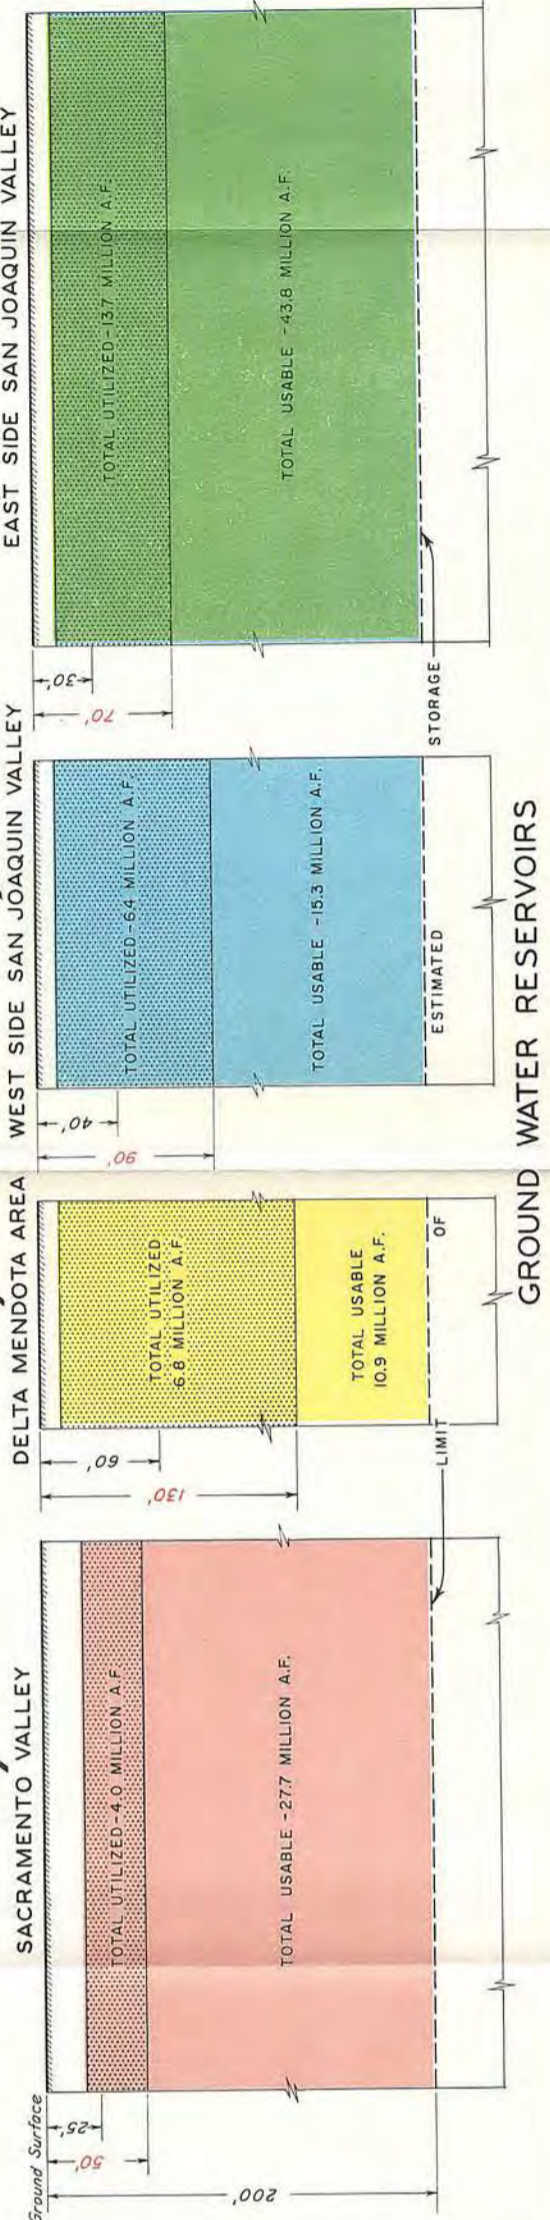 SACRAMENTO VALLEY
Ground Surface
25'
50'
200'
TOTAL UTILIZED-4.0 MILLION A.F.
TOTAL USABLE -27.7 MILLION A.F.
DELTA MENDOTA AREA
60'
130'
TOTAL UTILIZED
6.8 MILLION A.F.
TOTAL USABLE
10.9 MILLION A.F.
WEST SIDE SAN JOAQUIN VALLEY
40'
90'
TOTAL UTILIZED-6.4 MILLION A.F.
TOTAL USABLE -15.3 MILLION A.F.
EAST SIDE SAN JOAQUIN VALLEY
30'
70'
TOTAL UTILIZED-13.7 MILLION A.F.
TOTAL USABLE -43.8 MILLION A.F.
LIMIT OF ESTIMATED STORAGE
GROUND WATER RESERVOIRS